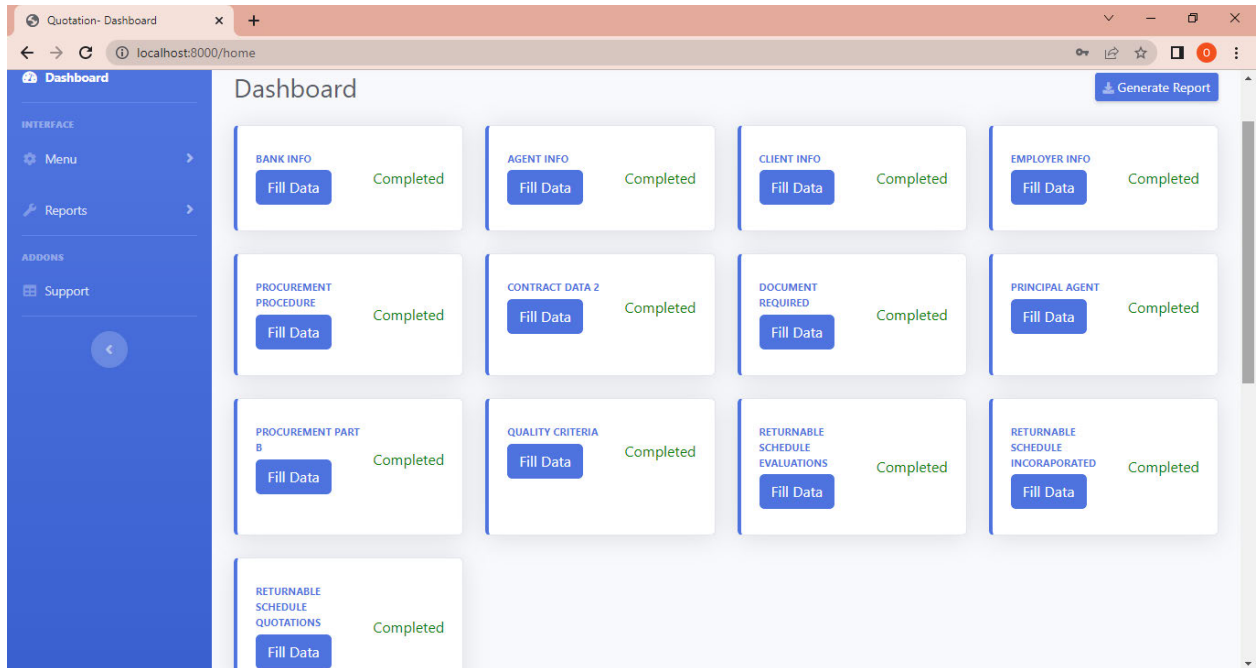 Quotation- Dashboard
localhost:8000/home
O
Dashboard
INTERFACE
Menu
Reports
ADDONS
Support
Dashboard
Generate Report
BANK INFO
Fill Data
Completed
AGENT INFO
Fill Data
Completed
CLIENT INFO
Fill Data
Completed
EMPLOYER INFO
Fill Data
Completed
PROCUREMENT
PROCEDURE
Fill Data
Completed
CONTRACT DATA 2
Fill Data
Completed
DOCUMENT
REQUIRED
Fill Data
Completed
PRINCIPAL AGENT
Fill Data
Completed
PROCUREMENT PART
B
Fill Data
Completed
QUALITY CRITERIA
Fill Data
Completed
RETURNABLE
SCHEDULE
EVALUATIONS
Fill Data
Completed
RETURNABLE
SCHEDULE
INCORAPORATED
Fill Data
Completed
RETURNABLE
SCHEDULE
QUOTATIONS
Fill Data
Completed